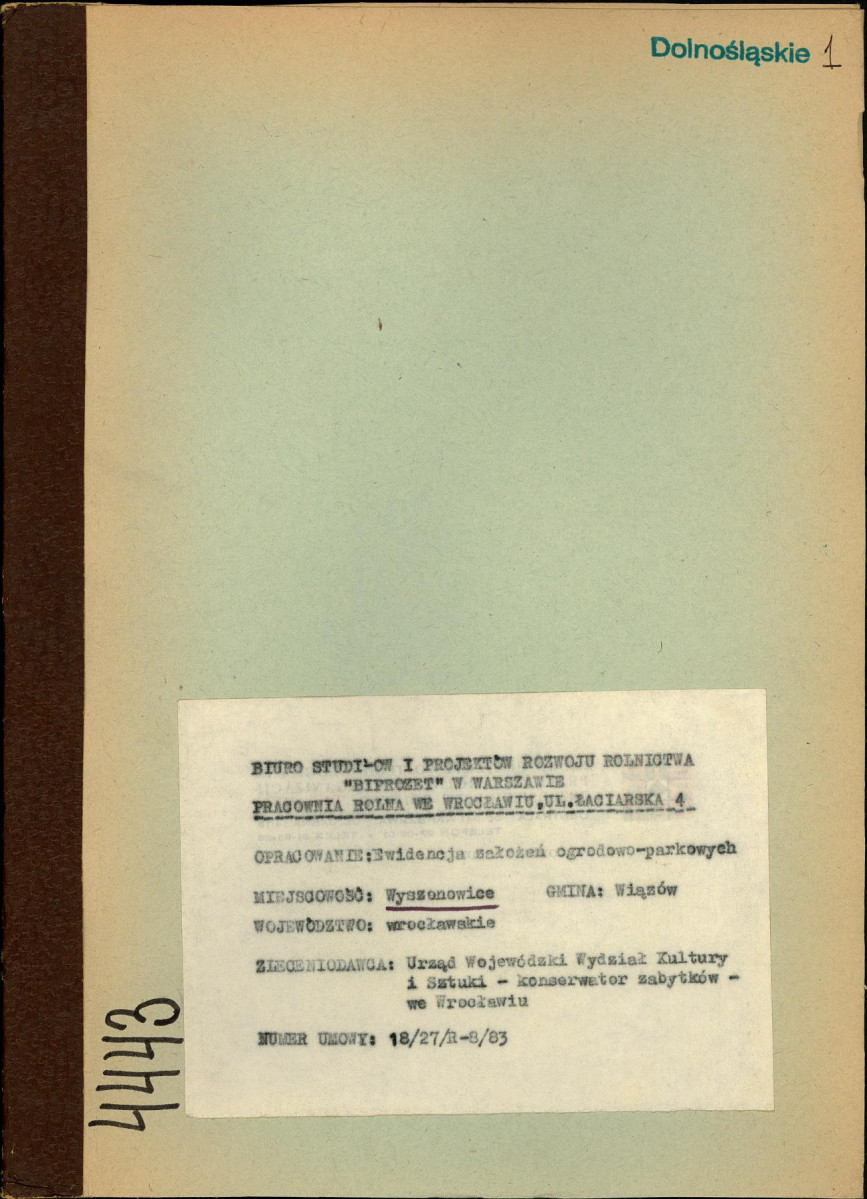 Dolnośląskie 1
BIURO STUDI-OW I PROJEKTÓW ROZWOJU ROLNICTWA
"BIPROZET" W WARSZAWIE
PRACOWNIA ROLNA WE WROCŁAWIU,UL.ŁACIARSKA 4
OPRACOWANIE:Ewidencja założeń ogrodowo-parkowych
MIEJSCOWOŚĆ: Wyszonowice GMINA: Wiązów
WOJEWÓDZTWO: wrocławskie
ZLECENIODAWCA: Urząd Wojewódzki Wydział Kultury
i Sztuki - konserwator zabytków -
we Wrocławiu
NUMER UMOWY: 18/27/R-8/83
4443